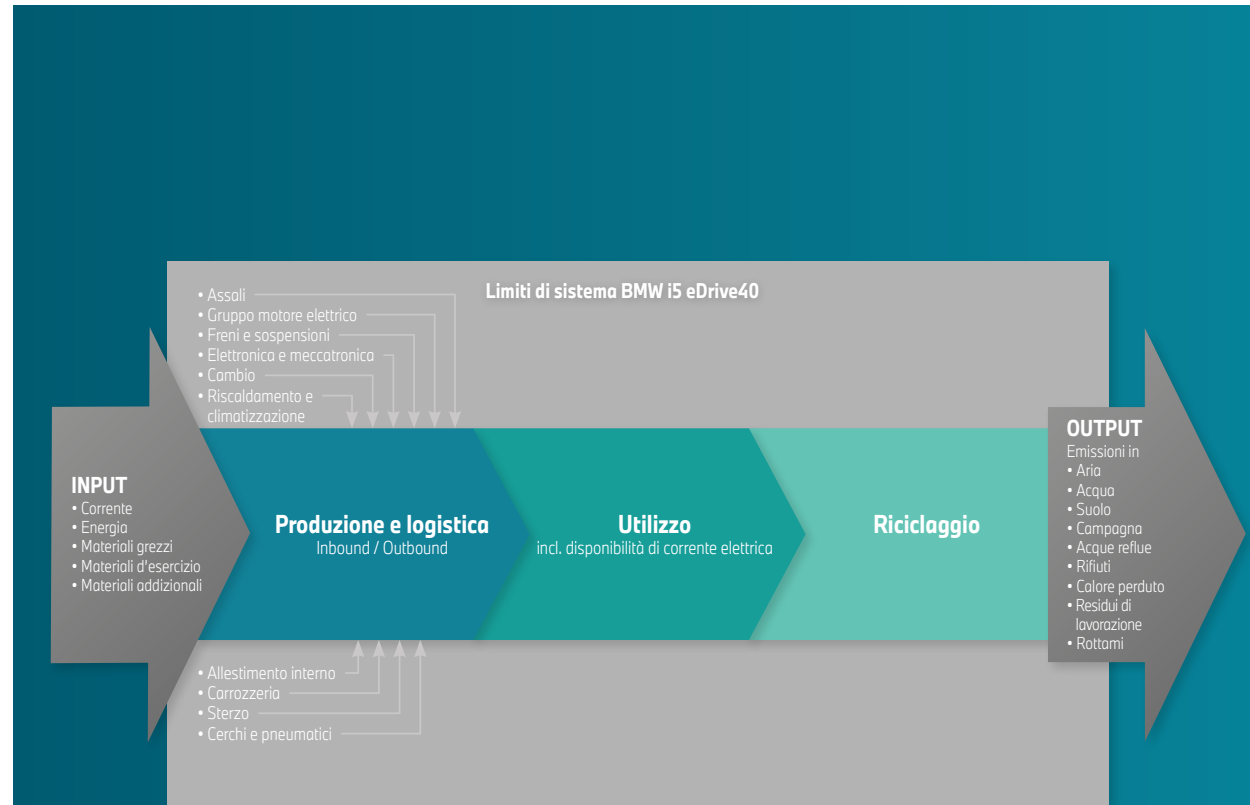 Limiti di sistema BMW i5 eDrive40
• Assali
• Gruppo motore elettrico
• Freni e sospensioni
• Elettronica e meccatronica
• Cambio
• Riscaldamento e
climatizzazione
INPUT
• Corrente
• Energia
• Materiali grezzi
• Materiali d'esercizio
• Materiali addizionali
Produzione e logistica
Inbound / Outbound
Utilizzo
incl. disponibilità di corrente elettrica
Riciclaggio
OUTPUT
Emissioni in
• Aria
• Acqua
• Suolo
• Campagna
• Acque reflue
• Rifiuti
• Calore perduto
• Residui di
lavorazione
• Rottami
• Allestimento interno
• Carrozzeria
• Sterzo
• Cerchi e pneumatici